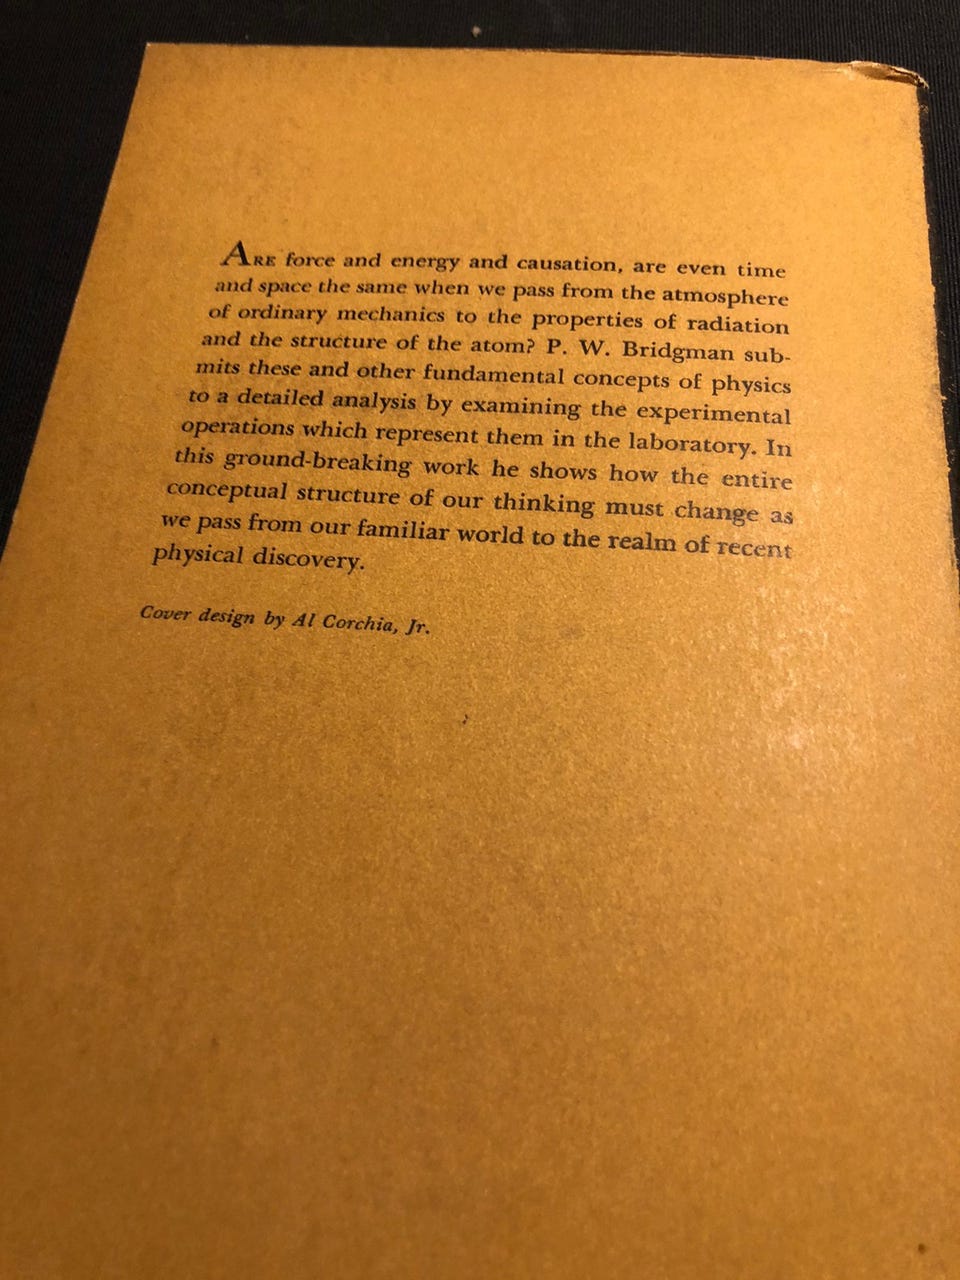 ARE force and energy and causation, are even time
and space the same when we pass from the atmosphere
of ordinary mechanics to the properties of radiation
and the structure of the atom? P. W. Bridgman sub-
mits these and other fundamental concepts of physics
to a detailed analysis by examining the experimental
operations which represent them in the laboratory. In
this ground-breaking work he shows how the entire
conceptual structure of our thinking must change as
we pass from our familiar world to the realm of recent
physical discovery.
Cover design by Al Corchia, Jr.